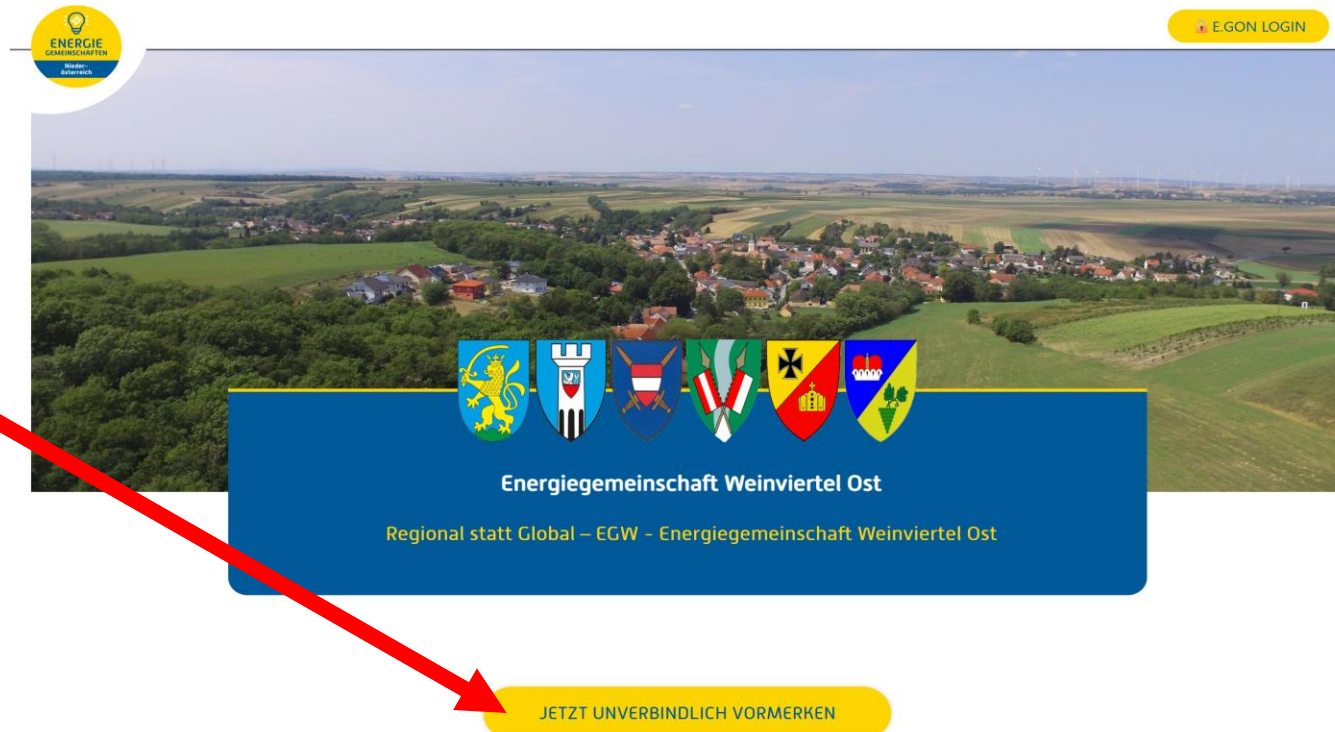 ENERGIE
GEMEINSCHAFTEN
Nieder-
österreich
E.GON LOGIN
Energiegemeinschaft Weinviertel Ost
Regional statt Global – EGW - Energiegemeinschaft Weinviertel Ost
JETZT UNVERBINDLICH VORMERKEN